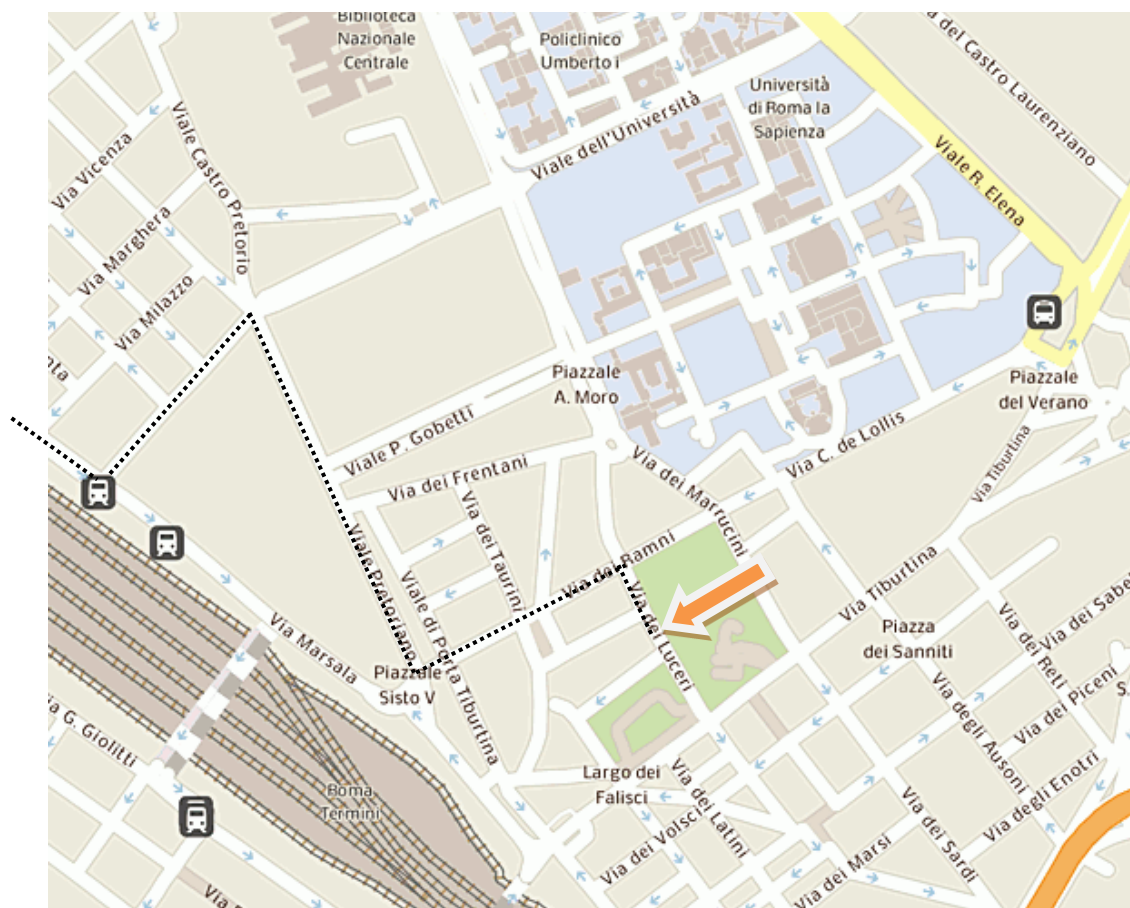 Biblioteca
Nazionale
Centrale
Policlinico
Umberto i
Università
di Roma la
Sapienza
a del Castro Laurenziano
Viale dell'Università
Viale R. Elena
Viale Castro Pretorio
Via Vicenza
Via Marghera
Via Milazzo
nta
Piazzale
A. Moro
Piazzale
del Verano
Viale P. Gobetti
Via C. de Lollis
Via dei Frentani
Via dei Marrucini
Via Tiburtina
Via dei Taurini
Via dei Ramni
Viale Pretoriano
Viale di Porta Tiburtina
Via dei Luceri
Via Tiburtina
Via dei Sabe
Piazza
dei Sanniti
Via dei Reti
Via dei Piceni
S.
Via Marsala
Piazzale
Sisto V
ia G. Giolitti
Via degli Ausoni
Via degli Enotri
Roma
Termini
Largo dei
Falisci
Via dei Latini
Via dei Volsci
Via dei Sardi
Via dei Marsi
Via